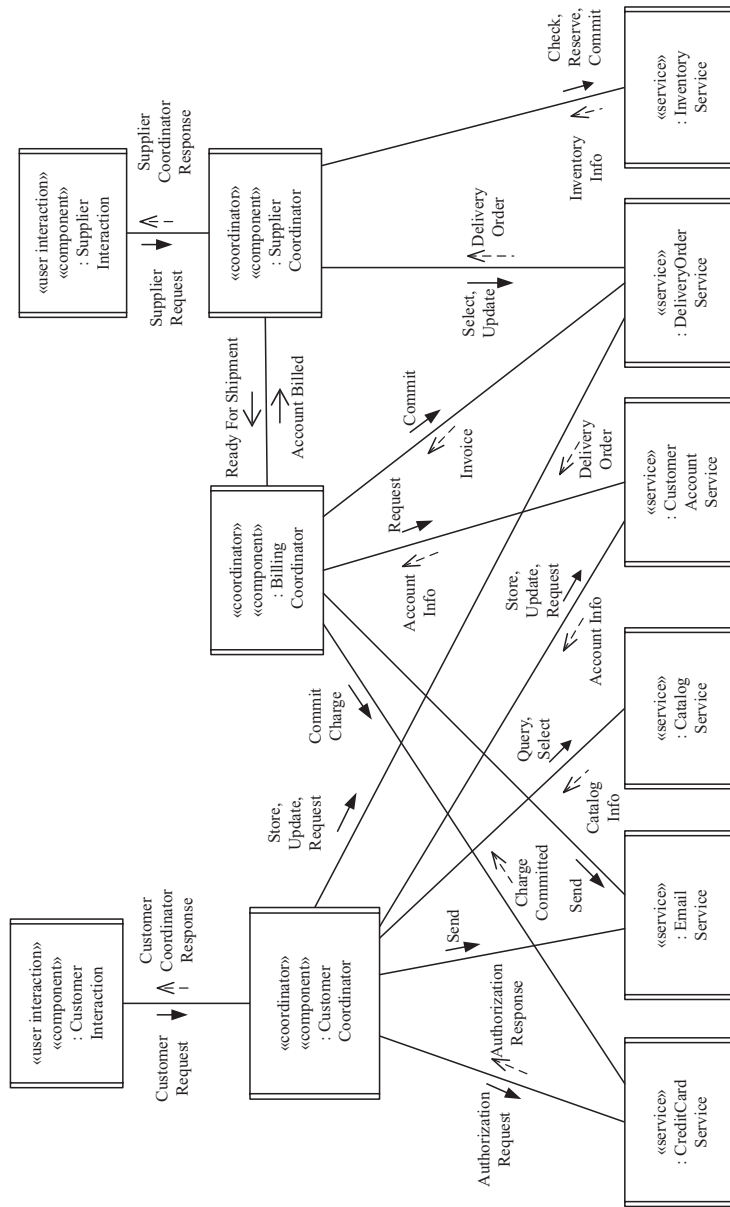 «user interaction»
«component»
: Customer
Interaction
Customer
Request
Customer
Coordinator
Response
«coordinator»
«component»
: Customer
Coordinator
«user interaction»
«component»
: Supplier
Interaction
Supplier
Request
Supplier
Coordinator
Response
«coordinator»
«component»
: Billing
Coordinator
Ready For Shipment
Account Billed
«coordinator»
«component»
: Supplier
Coordinator
Authorization
Request
Authorization
Response
Send
Charge
Committed
Send
Store,
Update,
Request
Commit
Charge
Query,
Select
Catalog
Info
Store,
Update,
Request
Account Info
Account
Info
Request
Delivery
Order
Invoice
Commit
Select,
Update
Delivery
Order
Inventory
Info
Check,
Reserve,
Commit
«service»
: CreditCard
Service
«service»
: Email
Service
«service»
: Catalog
Service
«service»
: Customer
Account
Service
«service»
: DeliveryOrder
Service
«service»
: Inventory
Service